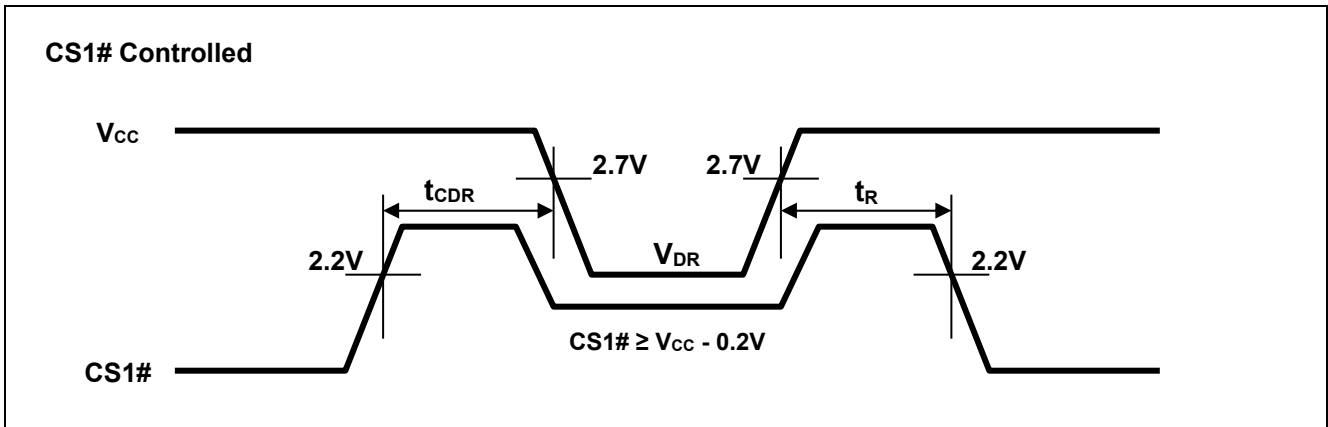 CS1# Controlled
VCC
2.7V
2.7V
tCDR
tR
2.2V
VDR
2.2V
CS1# ≥ VCC - 0.2V
CS1#